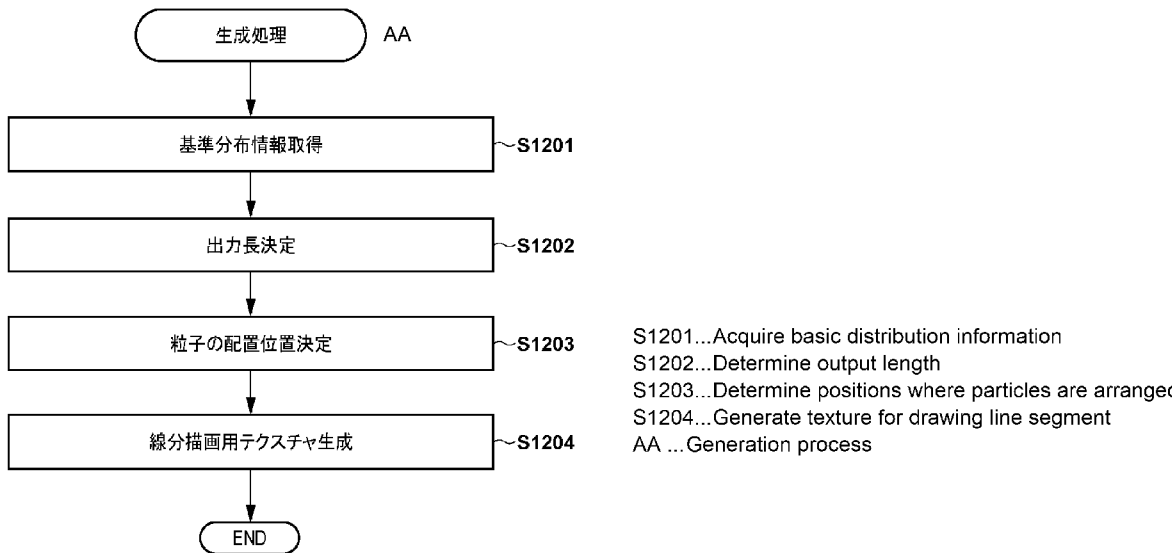 生成処理 AA
基準分布情報取得 S1201
出力長決定 S1202
粒子の配置位置決定 S1203
線分描画用テクスチャ生成 S1204
END
S1201...Acquire basic distribution information
S1202...Determine output length
S1203...Determine positions where particles are arranged
S1204...Generate texture for drawing line segment
AA ...Generation process